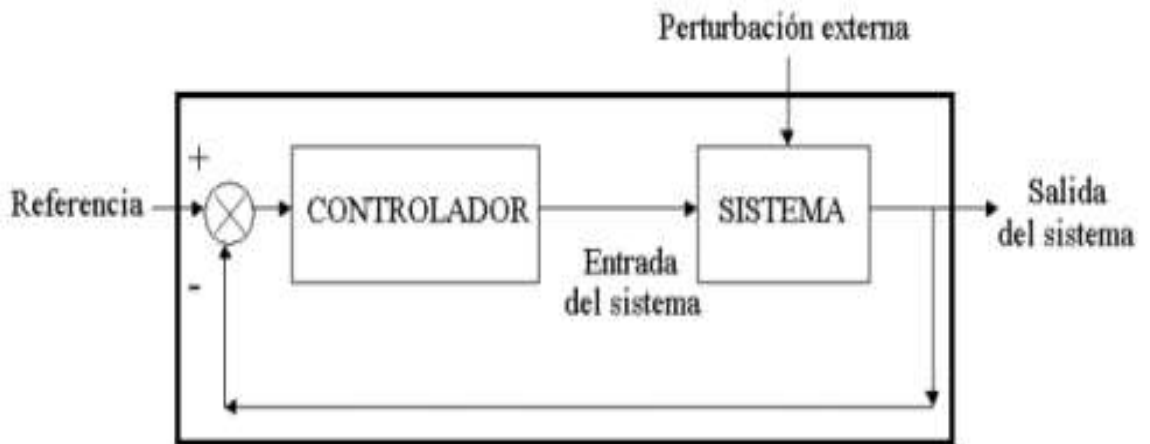 Perturbación externa
+
Referencia
CONTROLADOR
SISTEMA
Salida
del sistema
-
Entrada
del sistema